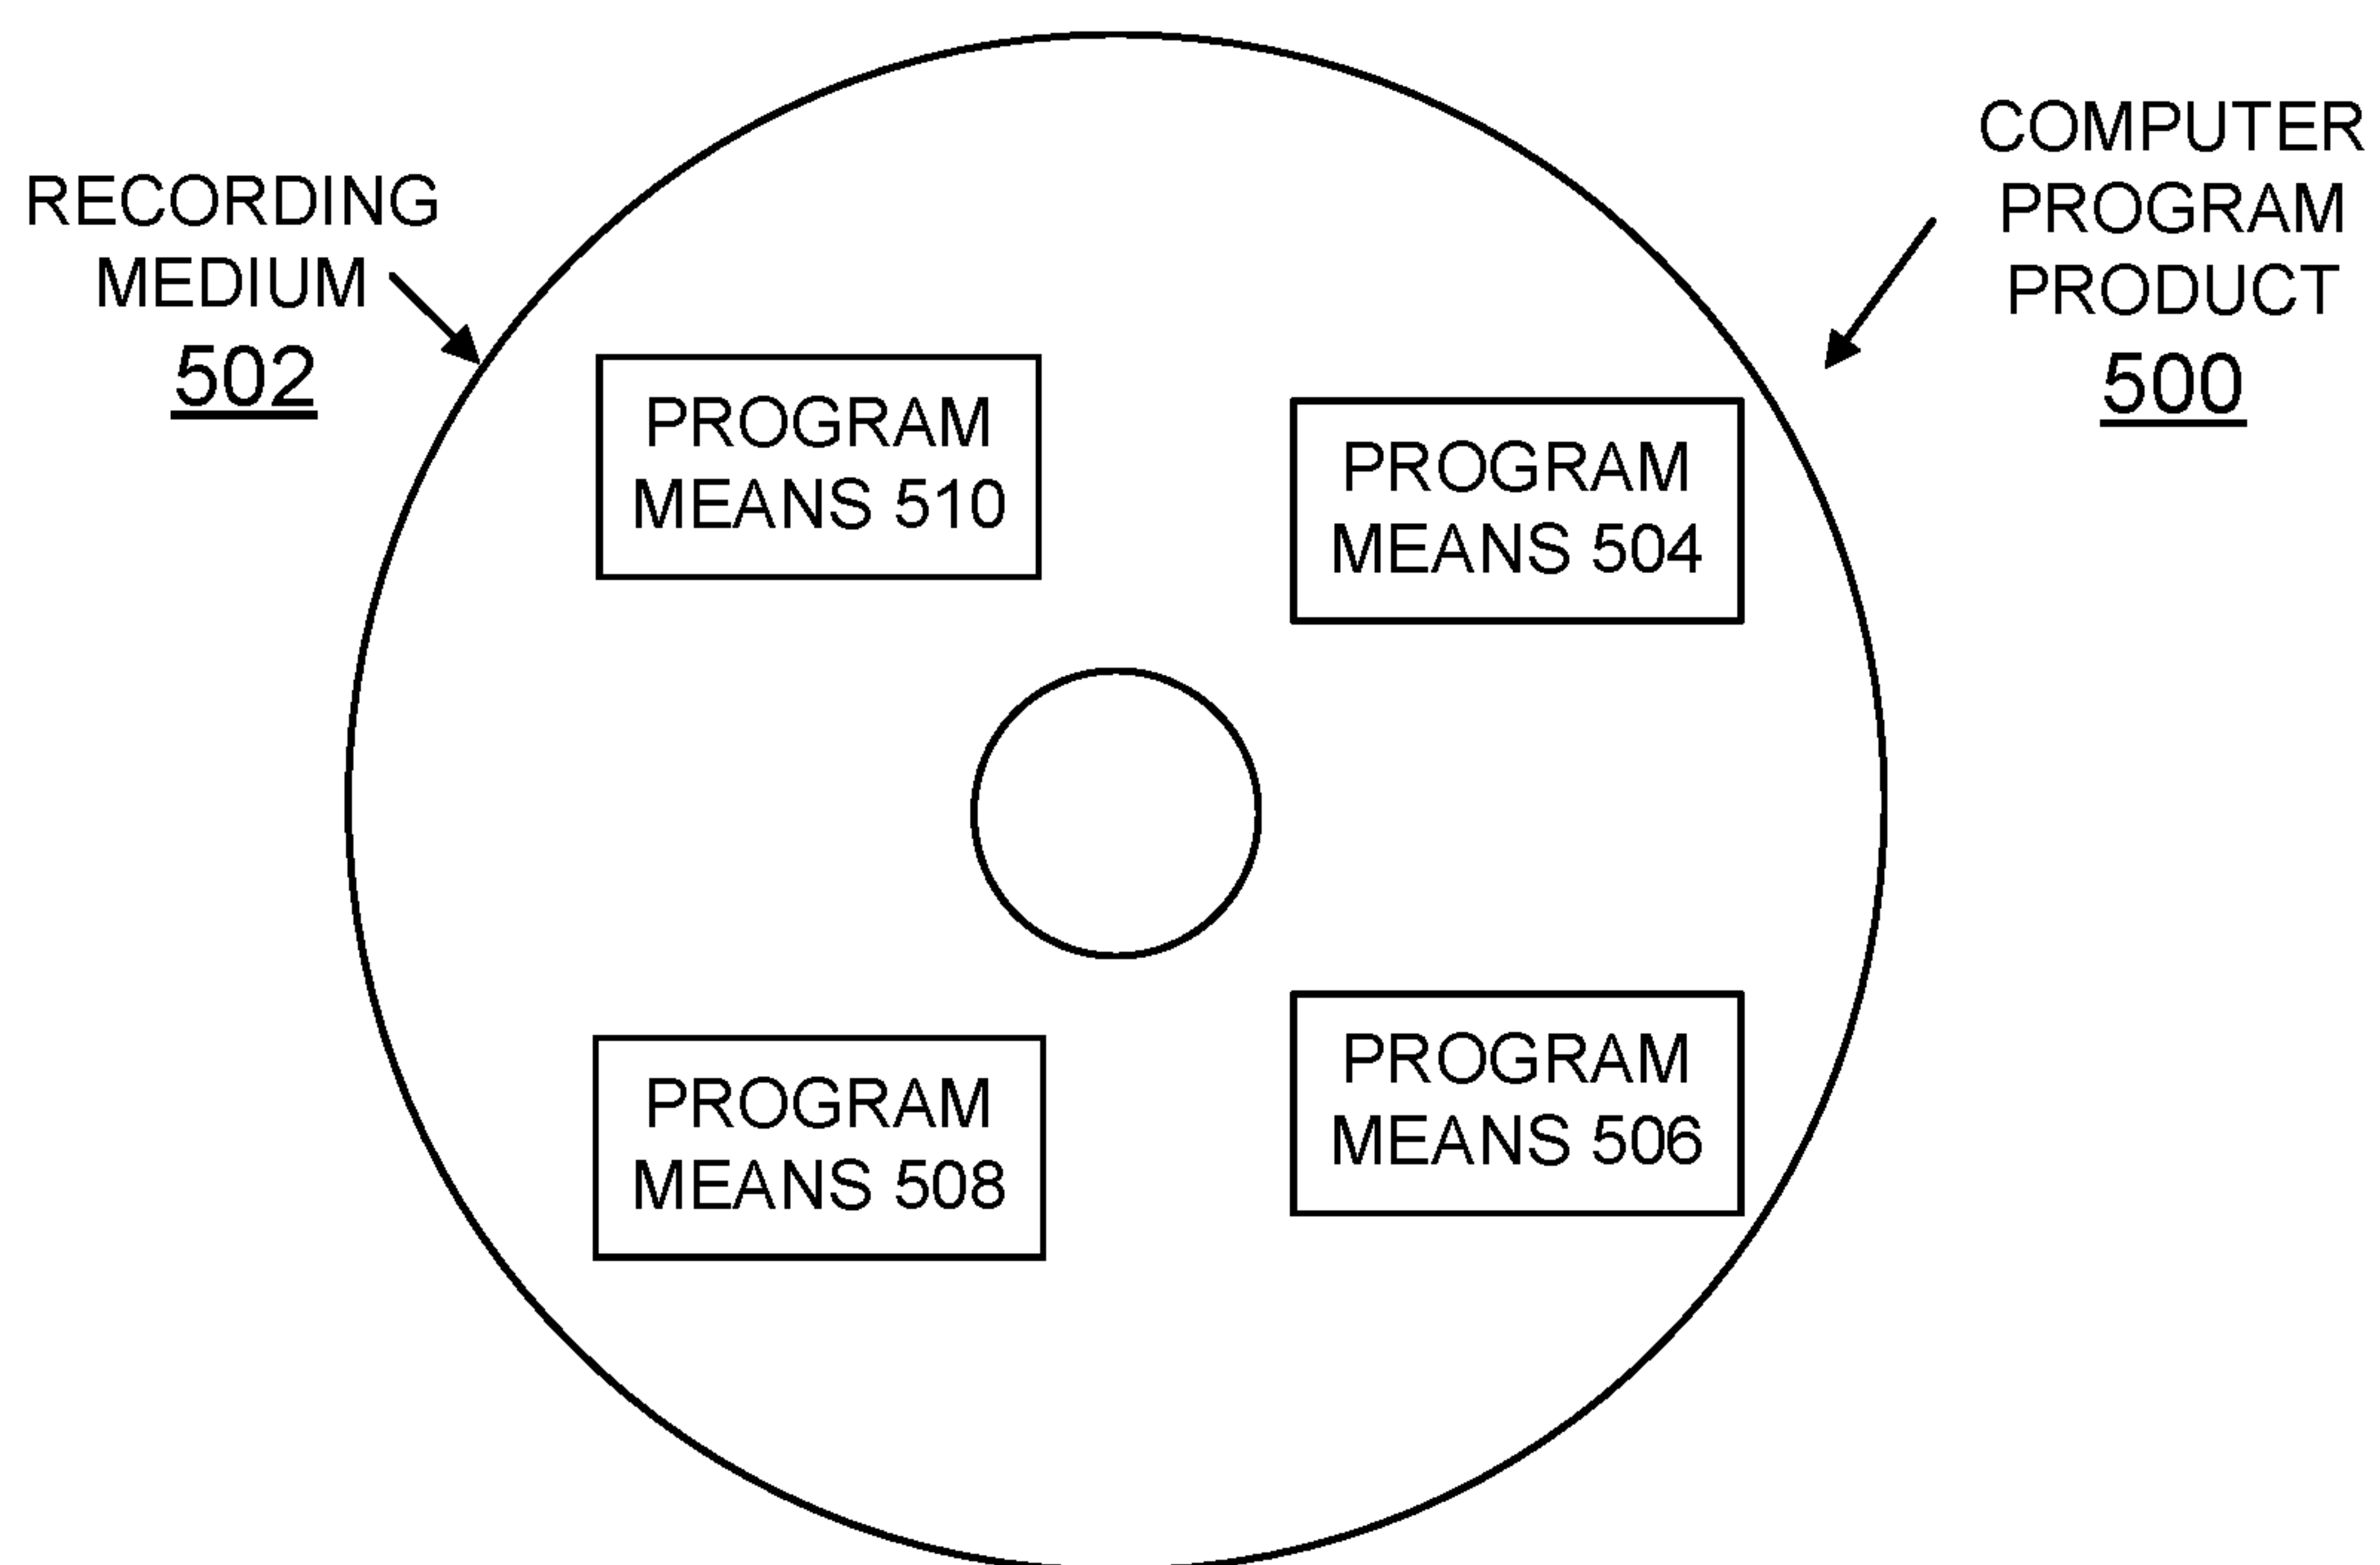 RECORDING
MEDIUM
502
COMPUTER
PROGRAM
PRODUCT
500
PROGRAM
MEANS 510
PROGRAM
MEANS 504
PROGRAM
MEANS 508
PROGRAM
MEANS 506